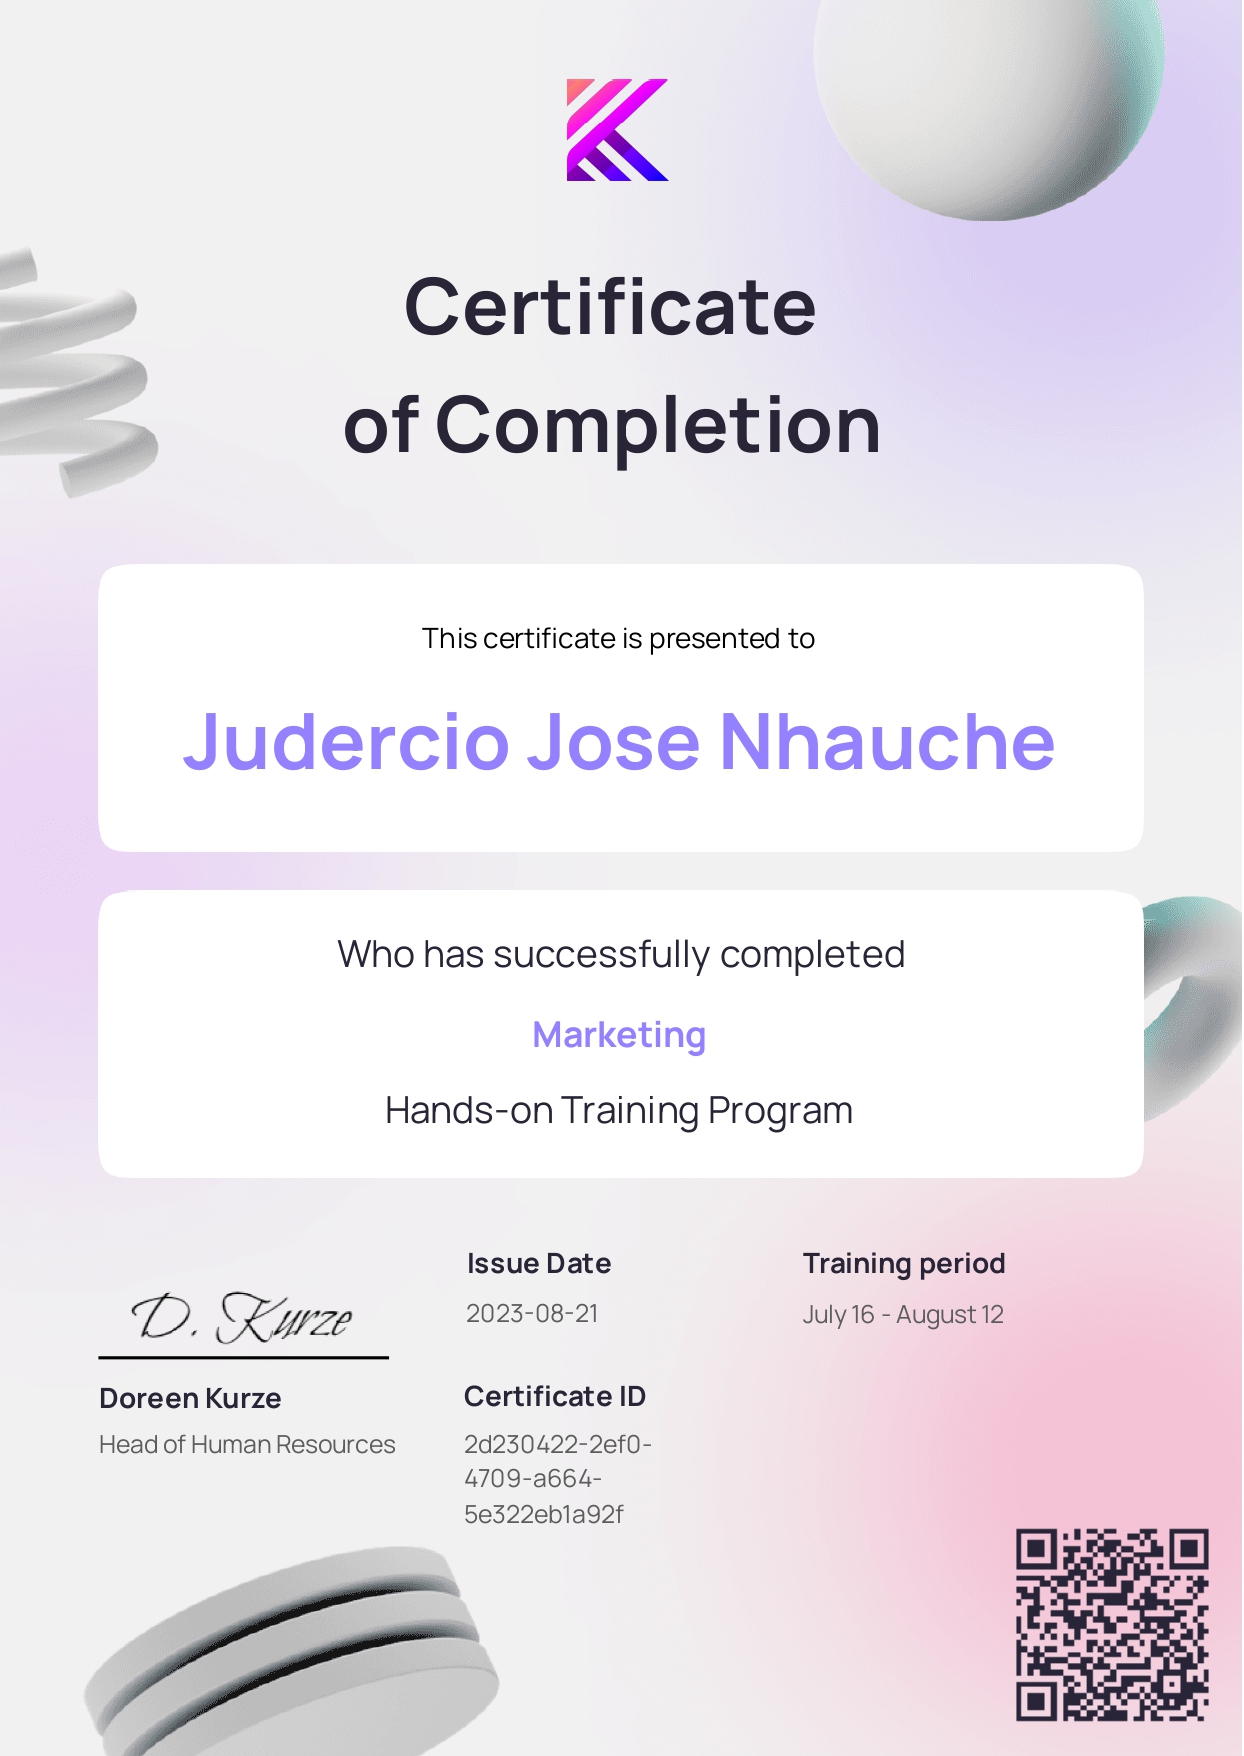 Certificate
of Completion
This certificate is presented to
Judercio Jose Nhauche
Who has successfully completed
Marketing
Hands-on Training Program
D. Kurze
Doreen Kurze
Head of Human Resources
Issue Date
2023-08-21
Training period
July 16 - August 12
Certificate ID
2d230422-2ef0-
4709-a664-
5e322eb1a92f